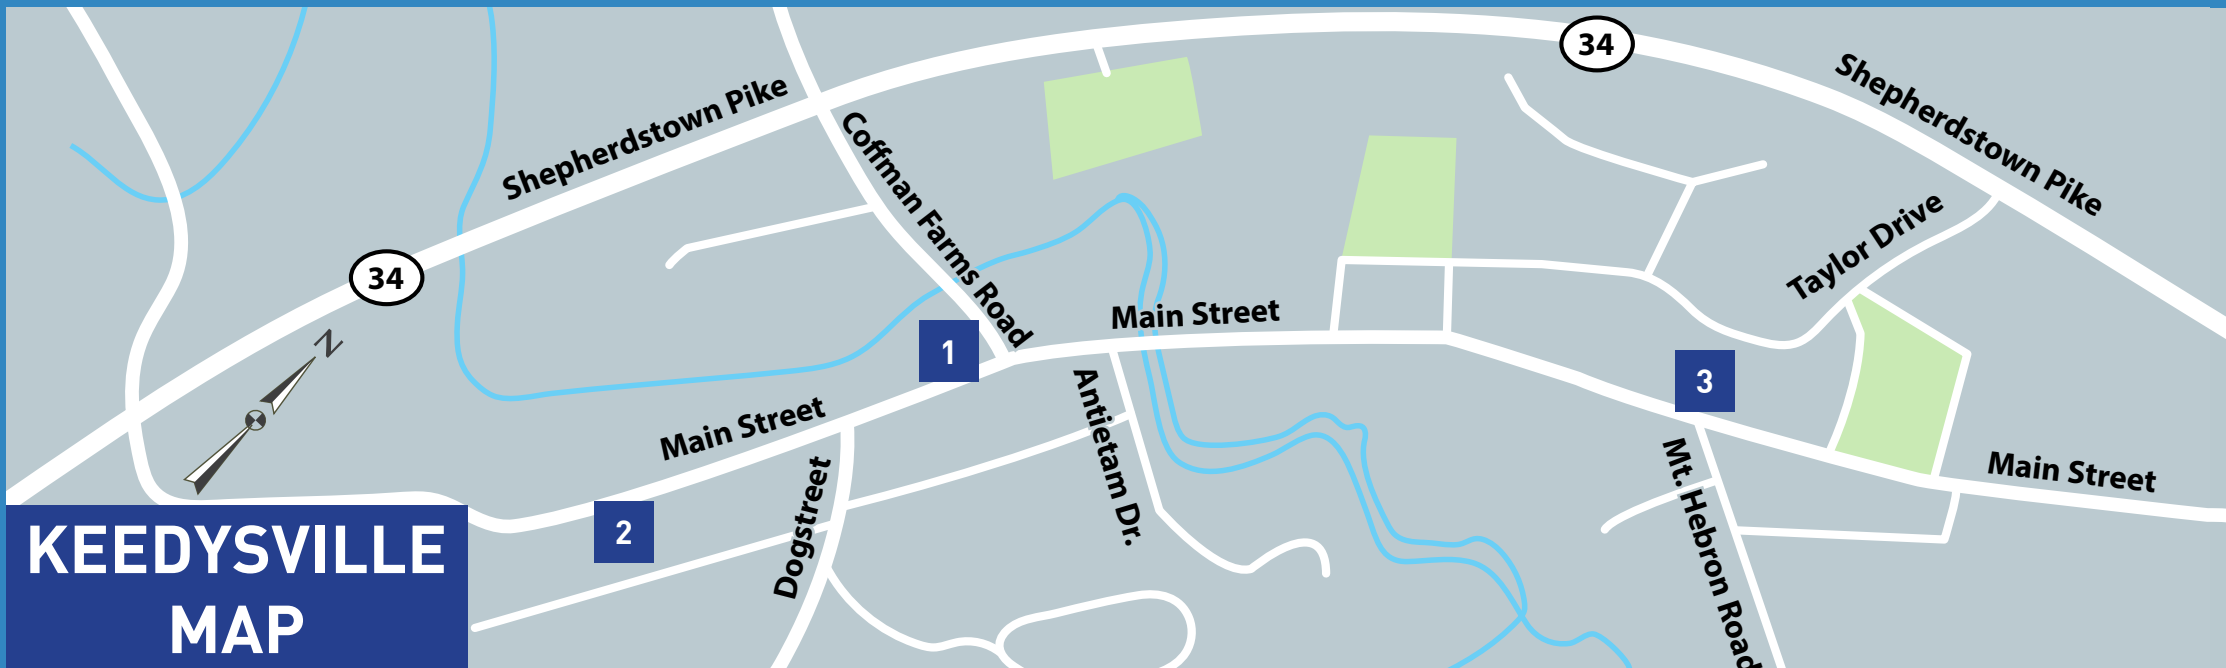 34
Shepherdstown Pike
Shepherdstown Pike
34
Coffman Farms Road
Taylor Drive
Main Street
1
3
Main Street
Antietam Dr.
Dogstreet
2
Mt. Hebron Road
Main Street
N
KEEDYSVILLE
MAP